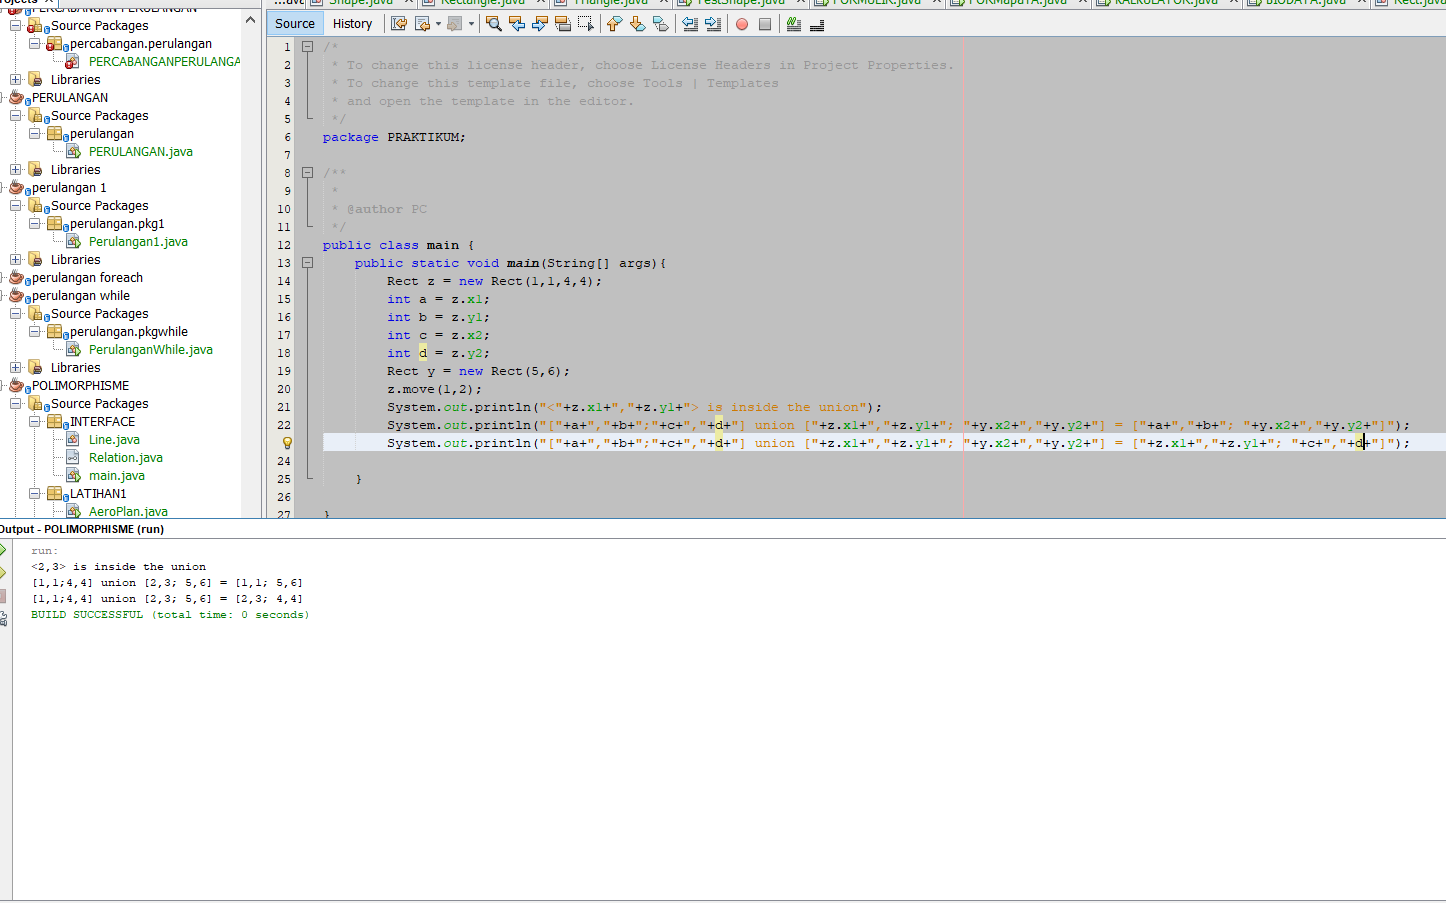 ...ava Shape.java Rectangle.java Triangle.java TestShape.java FORMULIR.java FORMapaTA.java KALKULATOR.java BIODATA.java Rect.java
Source History
PERCABANGAN PERULANGAN
Source Packages
percabangan.perulangan
PERCABANGANPERULANGA
Libraries
PERULANGAN
Source Packages
perulangan
PERULANGAN.java
Libraries
perulangan 1
Source Packages
perulangan.pkg1
Perulangan1.java
Libraries
perulangan foreach
perulangan while
Source Packages
perulangan.pkgwhile
PerulanganWhile.java
Libraries
POLIMORPHISME
Source Packages
INTERFACE
Line.java
Relation.java
main.java
LATIHAN1
AeroPlan.java
1 /*
2 * To change this license header, choose License Headers in Project Properties.
3 * To change this template file, choose Tools | Templates
4 * and open the template in the editor.
5 */
6 package PRAKTIKUM;
7
8 /**
9 *
10 * @author PC
11 */
12 public class main {
13 public static void main(String[] args){
14 Rect z = new Rect(1,1,4,4);
15 int a = z.x1;
16 int b = z.y1;
17 int c = z.x2;
18 int d = z.y2;
19 Rect y = new Rect(5,6);
20 z.move(1,2);
21 System.out.println("<"+z.x1+","+z.y1+"> is inside the union");
22 System.out.println("["+a+","+b+";"+c+","+d+"] union ["+z.x1+","+z.y1+"; "+y.x2+","+y.y2+"] = ["+a+","+b+"; "+y.x2+","+y.y2+"]");
System.out.println("["+a+","+b+";"+c+","+d+"] union ["+z.x1+","+z.y1+"; "+y.x2+","+y.y2+"] = ["+z.x1+","+z.y1+"; "+c+","+d+"]");
24
25 }
26
27 }
Output - POLIMORPHISME (run)
run:
<2,3> is inside the union
[1,1;4,4] union [2,3; 5,6] = [1,1; 5,6]
[1,1;4,4] union [2,3; 5,6] = [2,3; 4,4]
BUILD SUCCESSFUL (total time: 0 seconds)